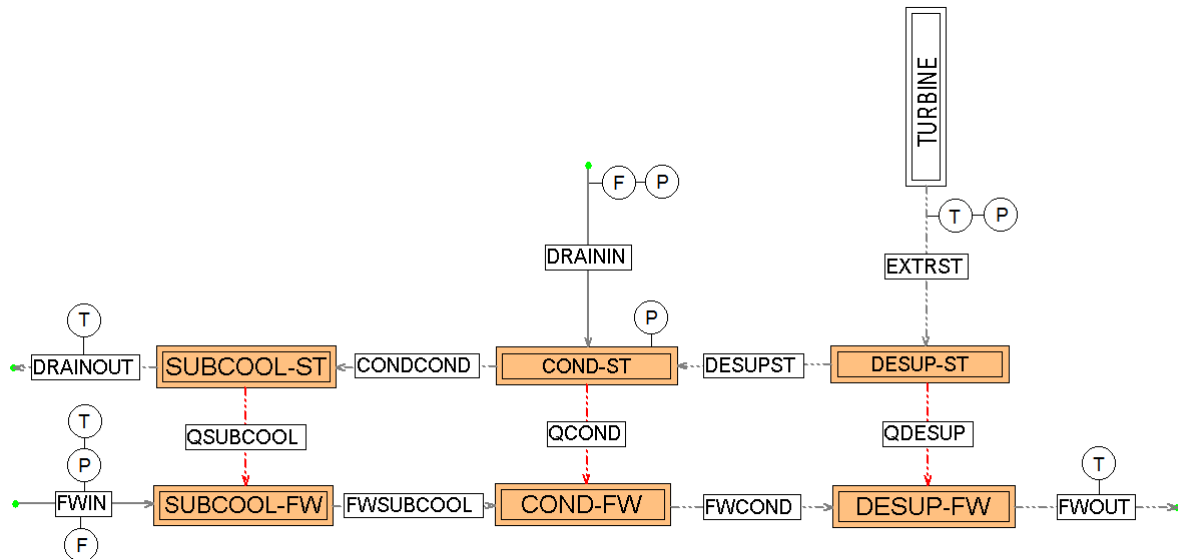 TURBINE
F P
T P
DRAININ
EXTRST
T
P
DRAINOUT
SUBCOOL-ST
CONDCOND
COND-ST
DESUPST
DESUP-ST
T
QSUBCOOL
QCOND
QDESUP
P
T
FWIN
SUBCOOL-FW
FWSUBCOOL
COND-FW
FWCOND
DESUP-FW
FWOUT
F